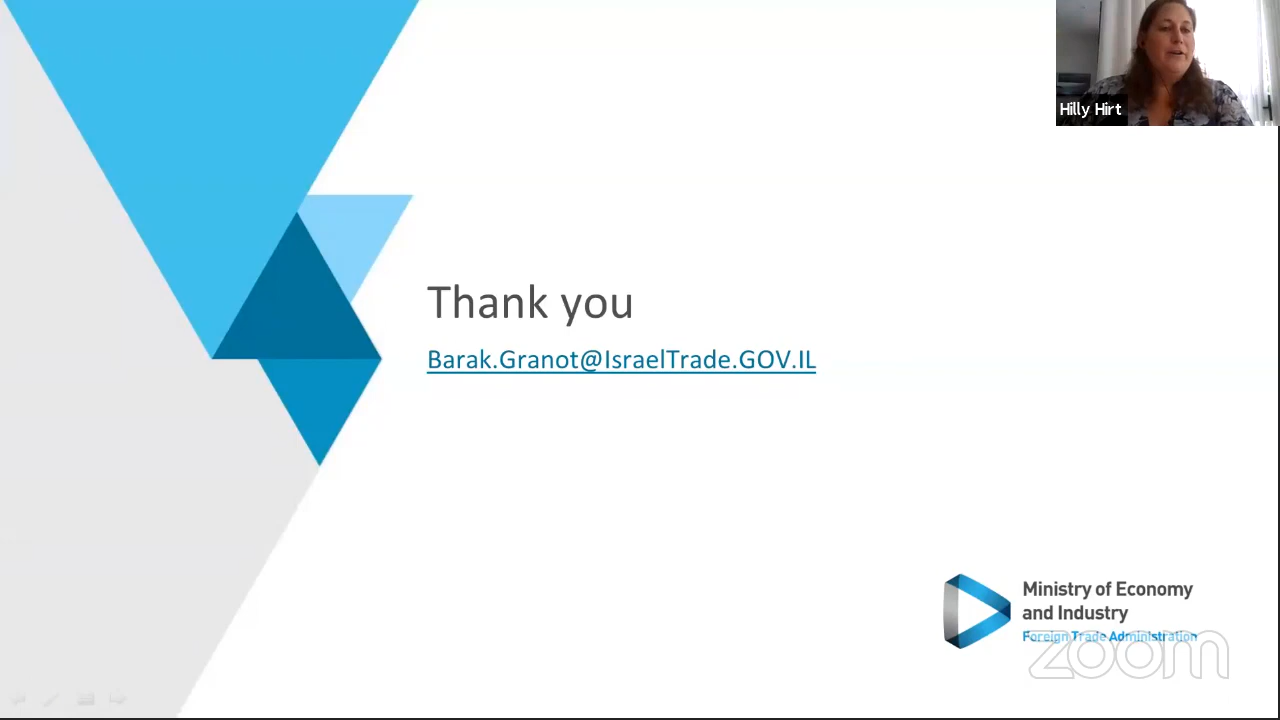 Hilly Hirt
Thank you
Barak.Granot@IsraelTrade.GOV.IL
Ministry of Economy
and Industry
Foreign Trade Administration
zoom